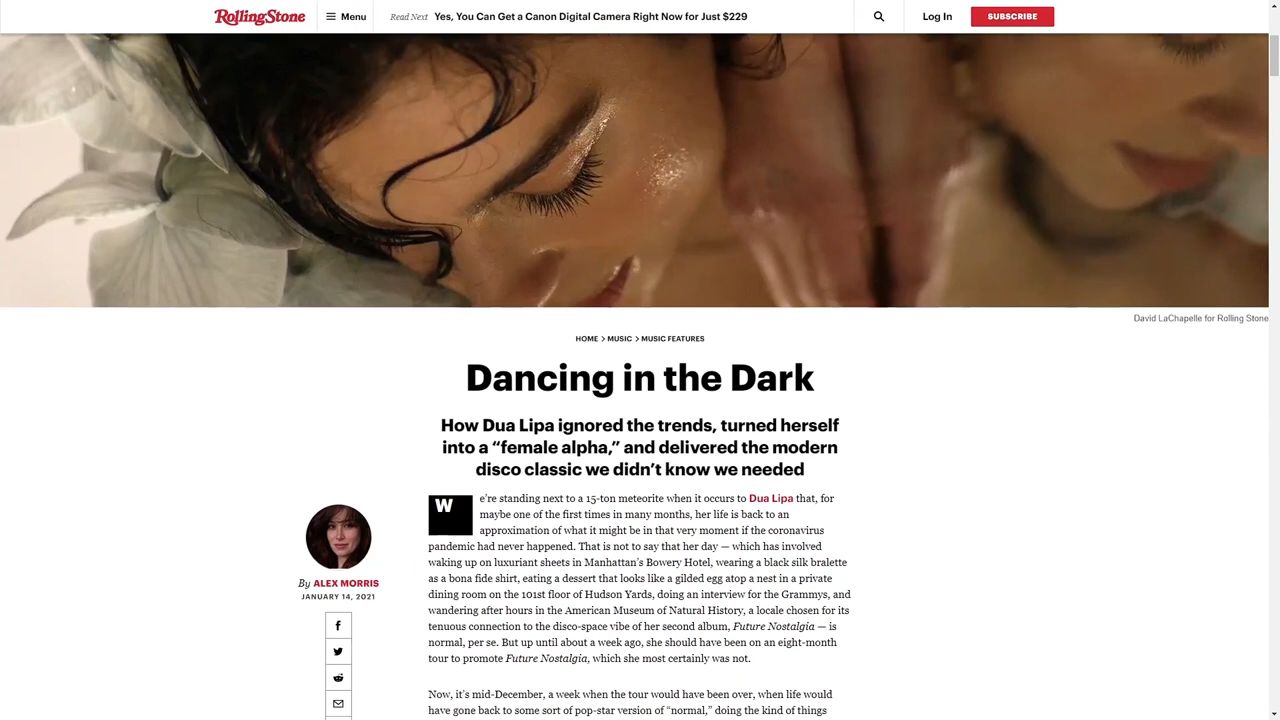 RollingStone
Menu
Read Next Yes, You Can Get a Canon Digital Camera Right Now for Just $229
Log In
SUBSCRIBE
David LaChapelle for Rolling Stone
HOME > MUSIC > MUSIC FEATURES
Dancing in the Dark
How Dua Lipa ignored the trends, turned herself
into a “female alpha,” and delivered the modern
disco classic we didn’t know we needed
By ALEX MORRIS
JANUARY 14, 2021
We’re standing next to a 15-ton meteorite when it occurs to Dua Lipa that, for
maybe one of the first times in many months, her life is back to an
approximation of what it might be in that very moment if the coronavirus
pandemic had never happened. That is not to say that her day — which has involved
waking up on luxuriant sheets in Manhattan’s Bowery Hotel, wearing a black silk bralette
as a bona fide shirt, eating a dessert that looks like a gilded egg atop a nest in a private
dining room on the 101st floor of Hudson Yards, doing an interview for the Grammys, and
wandering after hours in the American Museum of Natural History, a locale chosen for its
tenuous connection to the disco-space vibe of her second album, Future Nostalgia — is
normal, per se. But up until about a week ago, she should have been on an eight-month
tour to promote Future Nostalgia, which she most certainly was not.
Now, it’s mid-December, a week when the tour would have been over, when life would
have gone back to some sort of pop-star version of “normal,” doing the kind of things